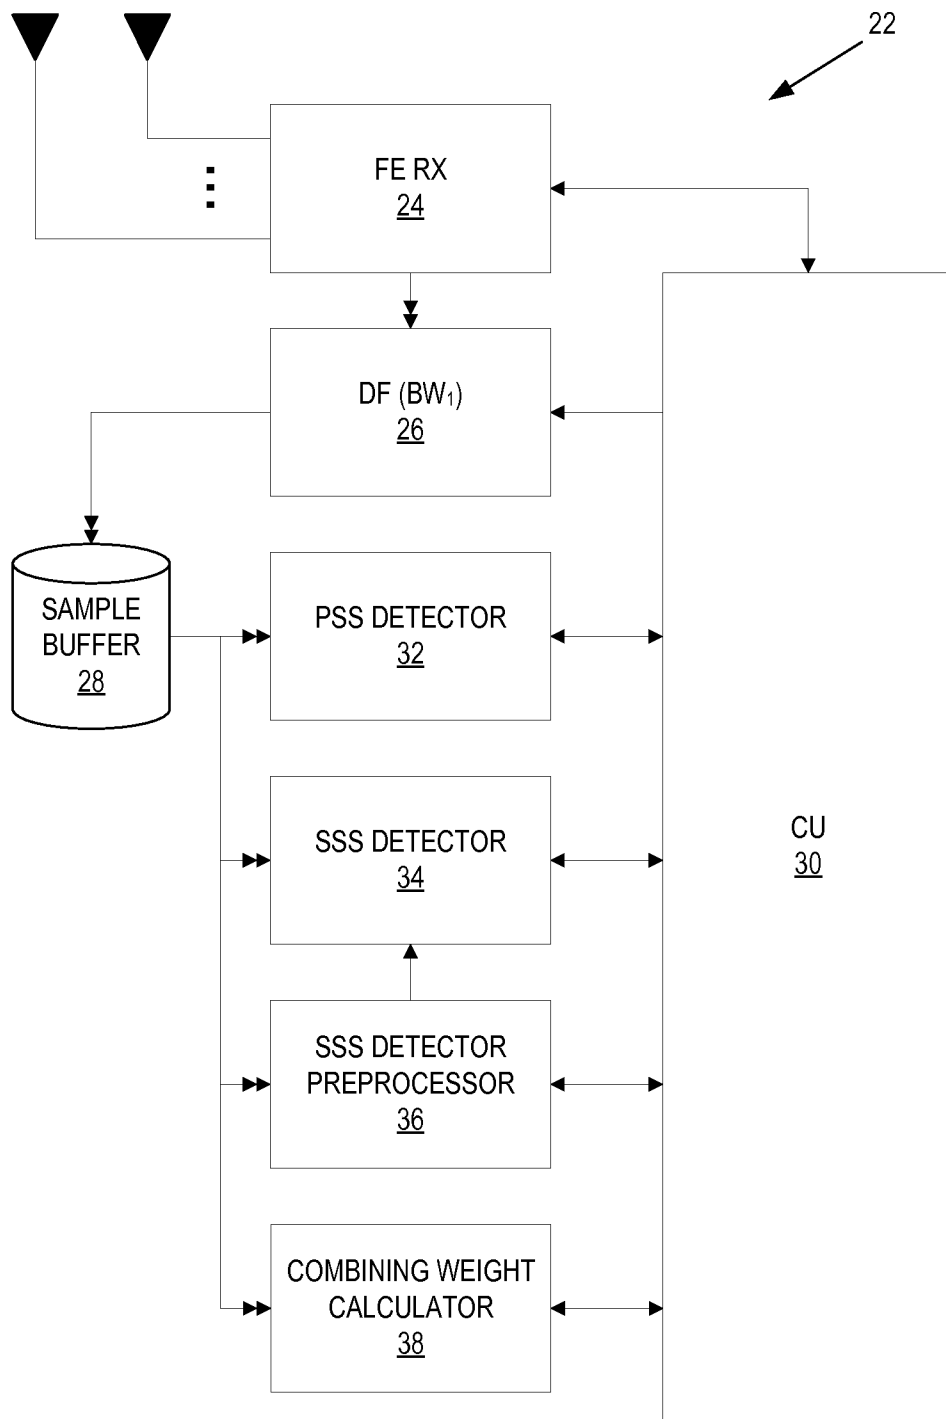 22
FE RX
24
DF (BW₁)
26
SAMPLE
BUFFER
28
PSS DETECTOR
32
SSS DETECTOR
34
CU
30
SSS DETECTOR
PREPROCESSOR
36
COMBINING WEIGHT
CALCULATOR
38